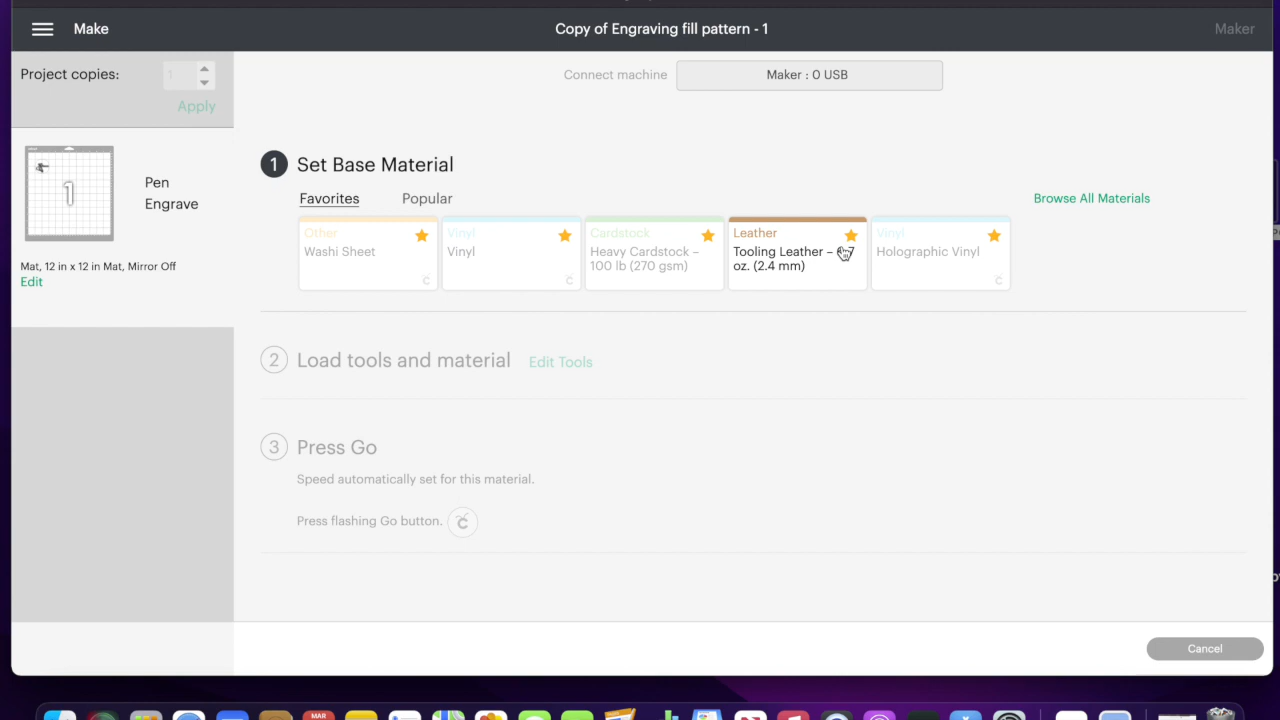 Make
Copy of Engraving fill pattern - 1
Maker
Project copies:
1
Apply
Connect machine
Maker : 0 USB
1
Pen
Engrave
Mat, 12 in x 12 in Mat, Mirror Off
Edit
1 Set Base Material
Favorites
Popular
Browse All Materials
Other
Washi Sheet
Vinyl
Vinyl
Cardstock
Heavy Cardstock –
100 lb (270 gsm)
Leather
Tooling Leather –
oz. (2.4 mm)
Vinyl
Holographic Vinyl
2 Load tools and material Edit Tools
3 Press Go
Speed automatically set for this material.
Press flashing Go button.
Cancel
MAR